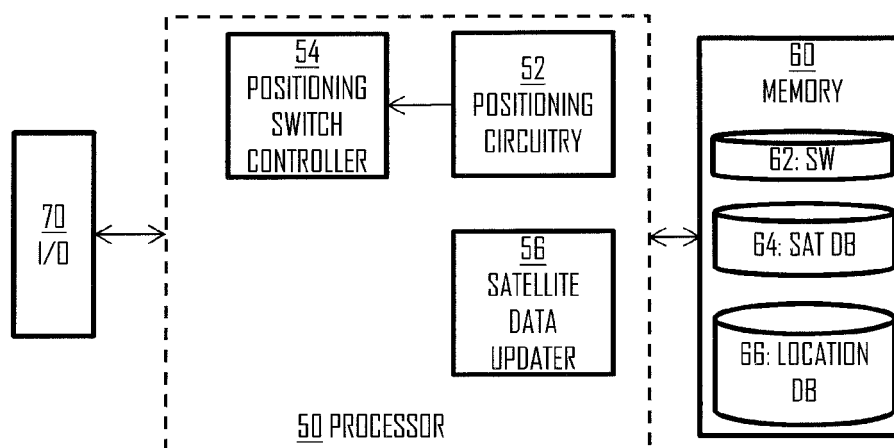 54
POSITIONING
SWITCH
CONTROLLER
52
POSITIONING
CIRCUITRY
60
MEMORY
62: SW
64: SAT DB
66: LOCATION
DB
70
I/O
56
SATELLITE
DATA
UPDATER
50 PROCESSOR